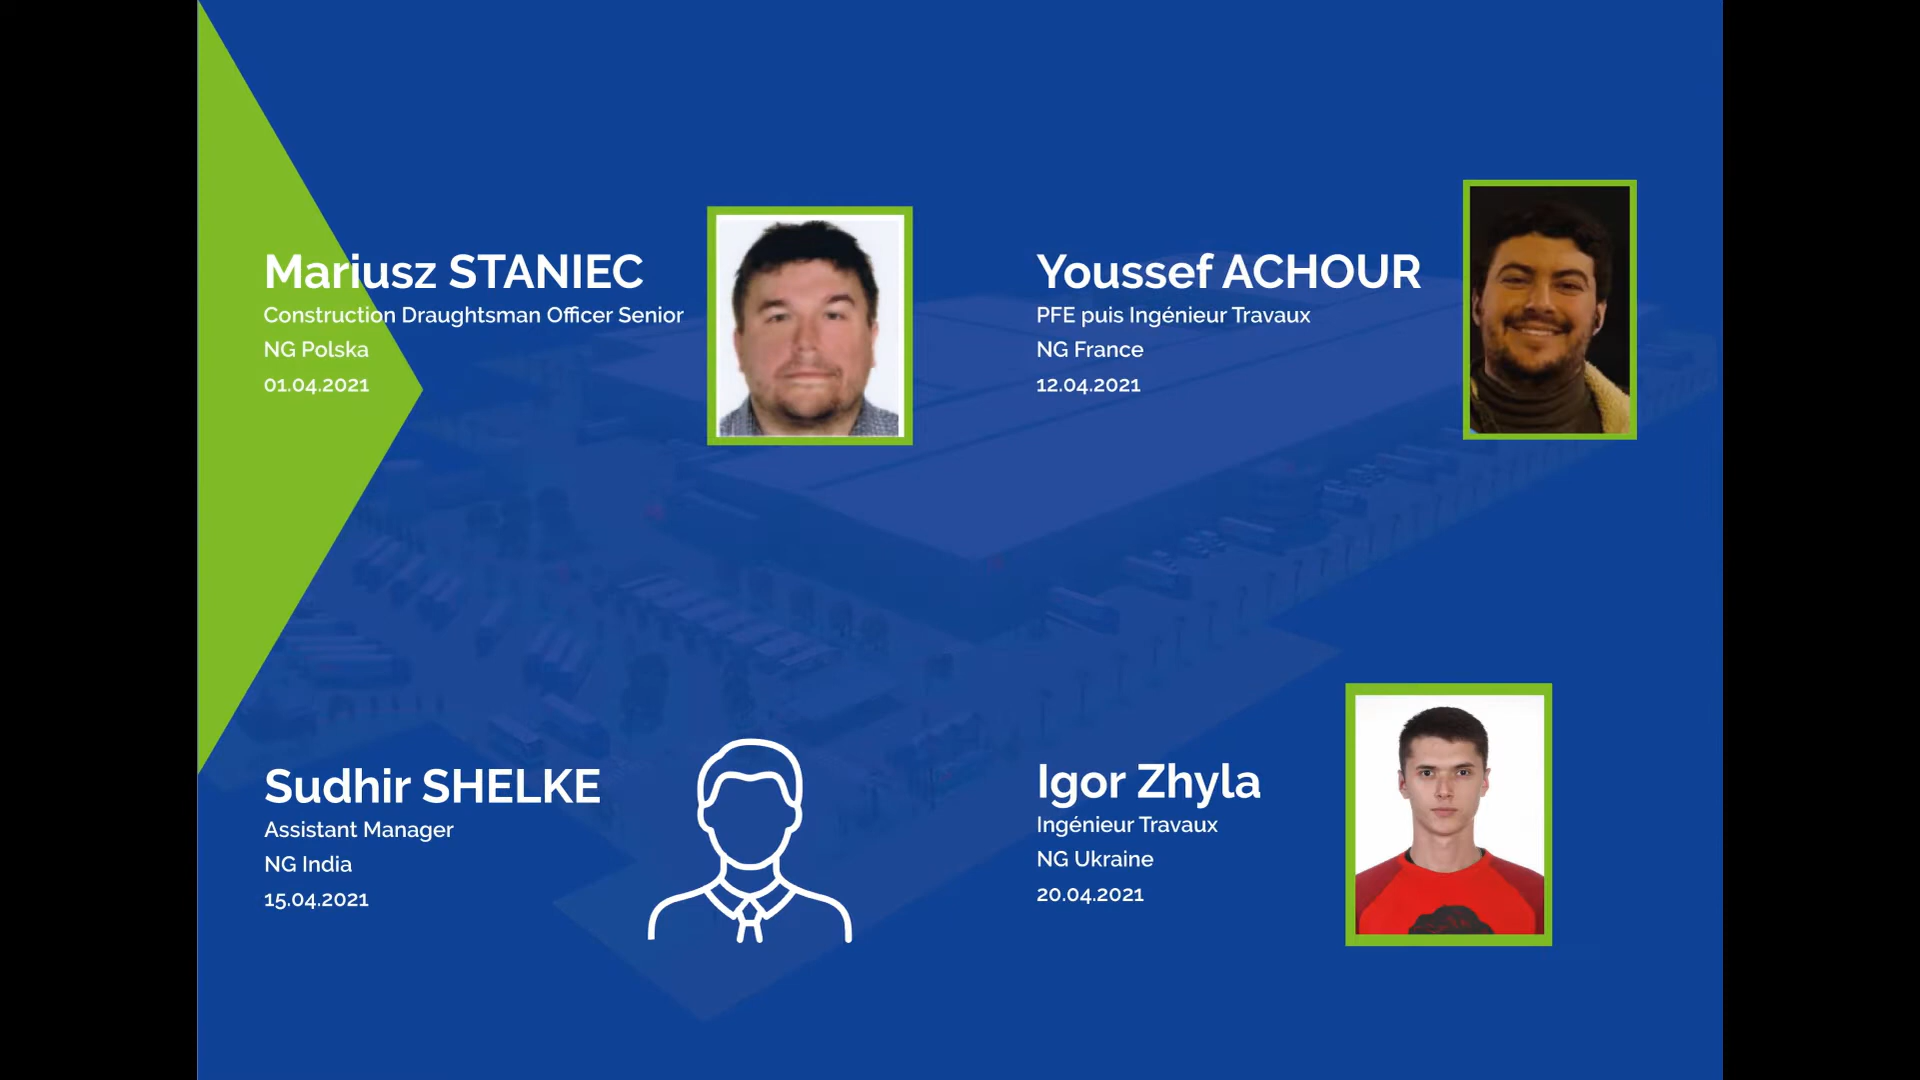 Mariusz STANIEC
Construction Draughtsman Officer Senior
NG Polska
01.04.2021
Youssef ACHOUR
PFE puis Ingénieur Travaux
NG France
12.04.2021
Sudhir SHELKE
Assistant Manager
NG India
15.04.2021
Igor Zhyla
Ingénieur Travaux
NG Ukraine
20.04.2021